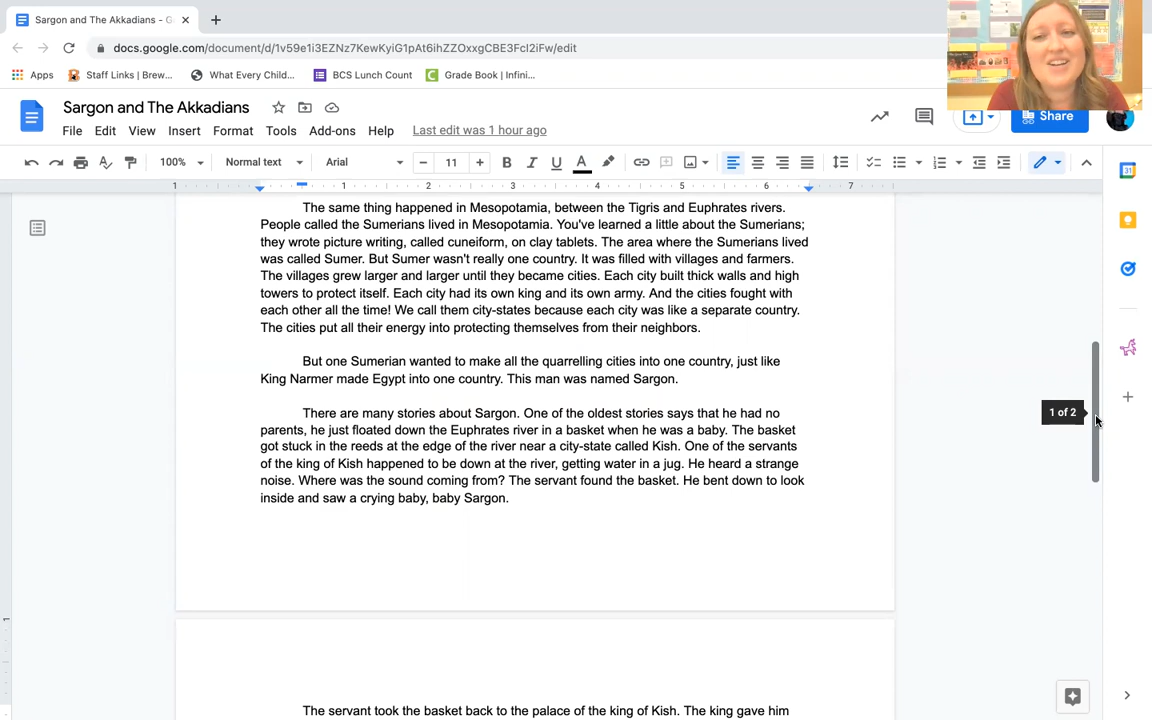 Sargon and The Akkadians - G
docs.google.com/document/d/1v59e1i3EZNz7KewKyiG1pAt6ihZZOxxgCBE3FcI2iFw/edit
Apps Staff Links | Brew... What Every Child... BCS Lunch Count Grade Book | Infini...
Sargon and The Akkadians
File Edit View Insert Format Tools Add-ons Help Last edit was 1 hour ago
Share
100% Normal text Arial 11 B I U A
31
1 1 2 3 4 5 6 7
The same thing happened in Mesopotamia, between the Tigris and Euphrates rivers.
People called the Sumerians lived in Mesopotamia. You've learned a little about the Sumerians;
they wrote picture writing, called cuneiform, on clay tablets. The area where the Sumerians lived
was called Sumer. But Sumer wasn't really one country. It was filled with villages and farmers.
The villages grew larger and larger until they became cities. Each city built thick walls and high
towers to protect itself. Each city had its own king and its own army. And the cities fought with
each other all the time! We call them city-states because each city was like a separate country.
The cities put all their energy into protecting themselves from their neighbors.
But one Sumerian wanted to make all the quarrelling cities into one country, just like
King Narmer made Egypt into one country. This man was named Sargon.
There are many stories about Sargon. One of the oldest stories says that he had no
parents, he just floated down the Euphrates river in a basket when he was a baby. The basket
got stuck in the reeds at the edge of the river near a city-state called Kish. One of the servants
of the king of Kish happened to be down at the river, getting water in a jug. He heard a strange
noise. Where was the sound coming from? The servant found the basket. He bent down to look
inside and saw a crying baby, baby Sargon.
1 of 2
1
The servant took the basket back to the palace of the king of Kish. The king gave him